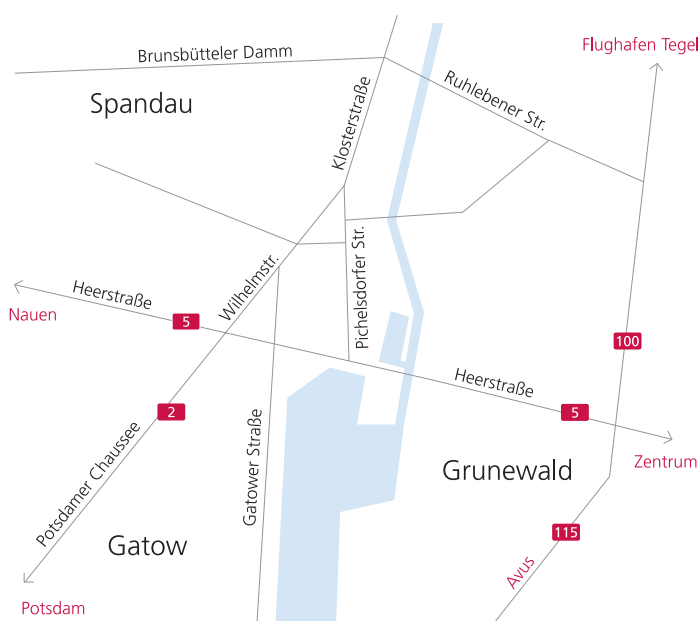 Flughafen Tegel
Brunsbütteler Damm
Ruhlebener Str.
Spandau
Klosterstraße
Wilhelmstr.
Pichelsdorfer Str.
Heerstraße
5
Nauen
100
Heerstraße
5
2
Potsdamer Chaussee
Gatower Straße
Zentrum
Grunewald
115
Gatow
Avus
Potsdam